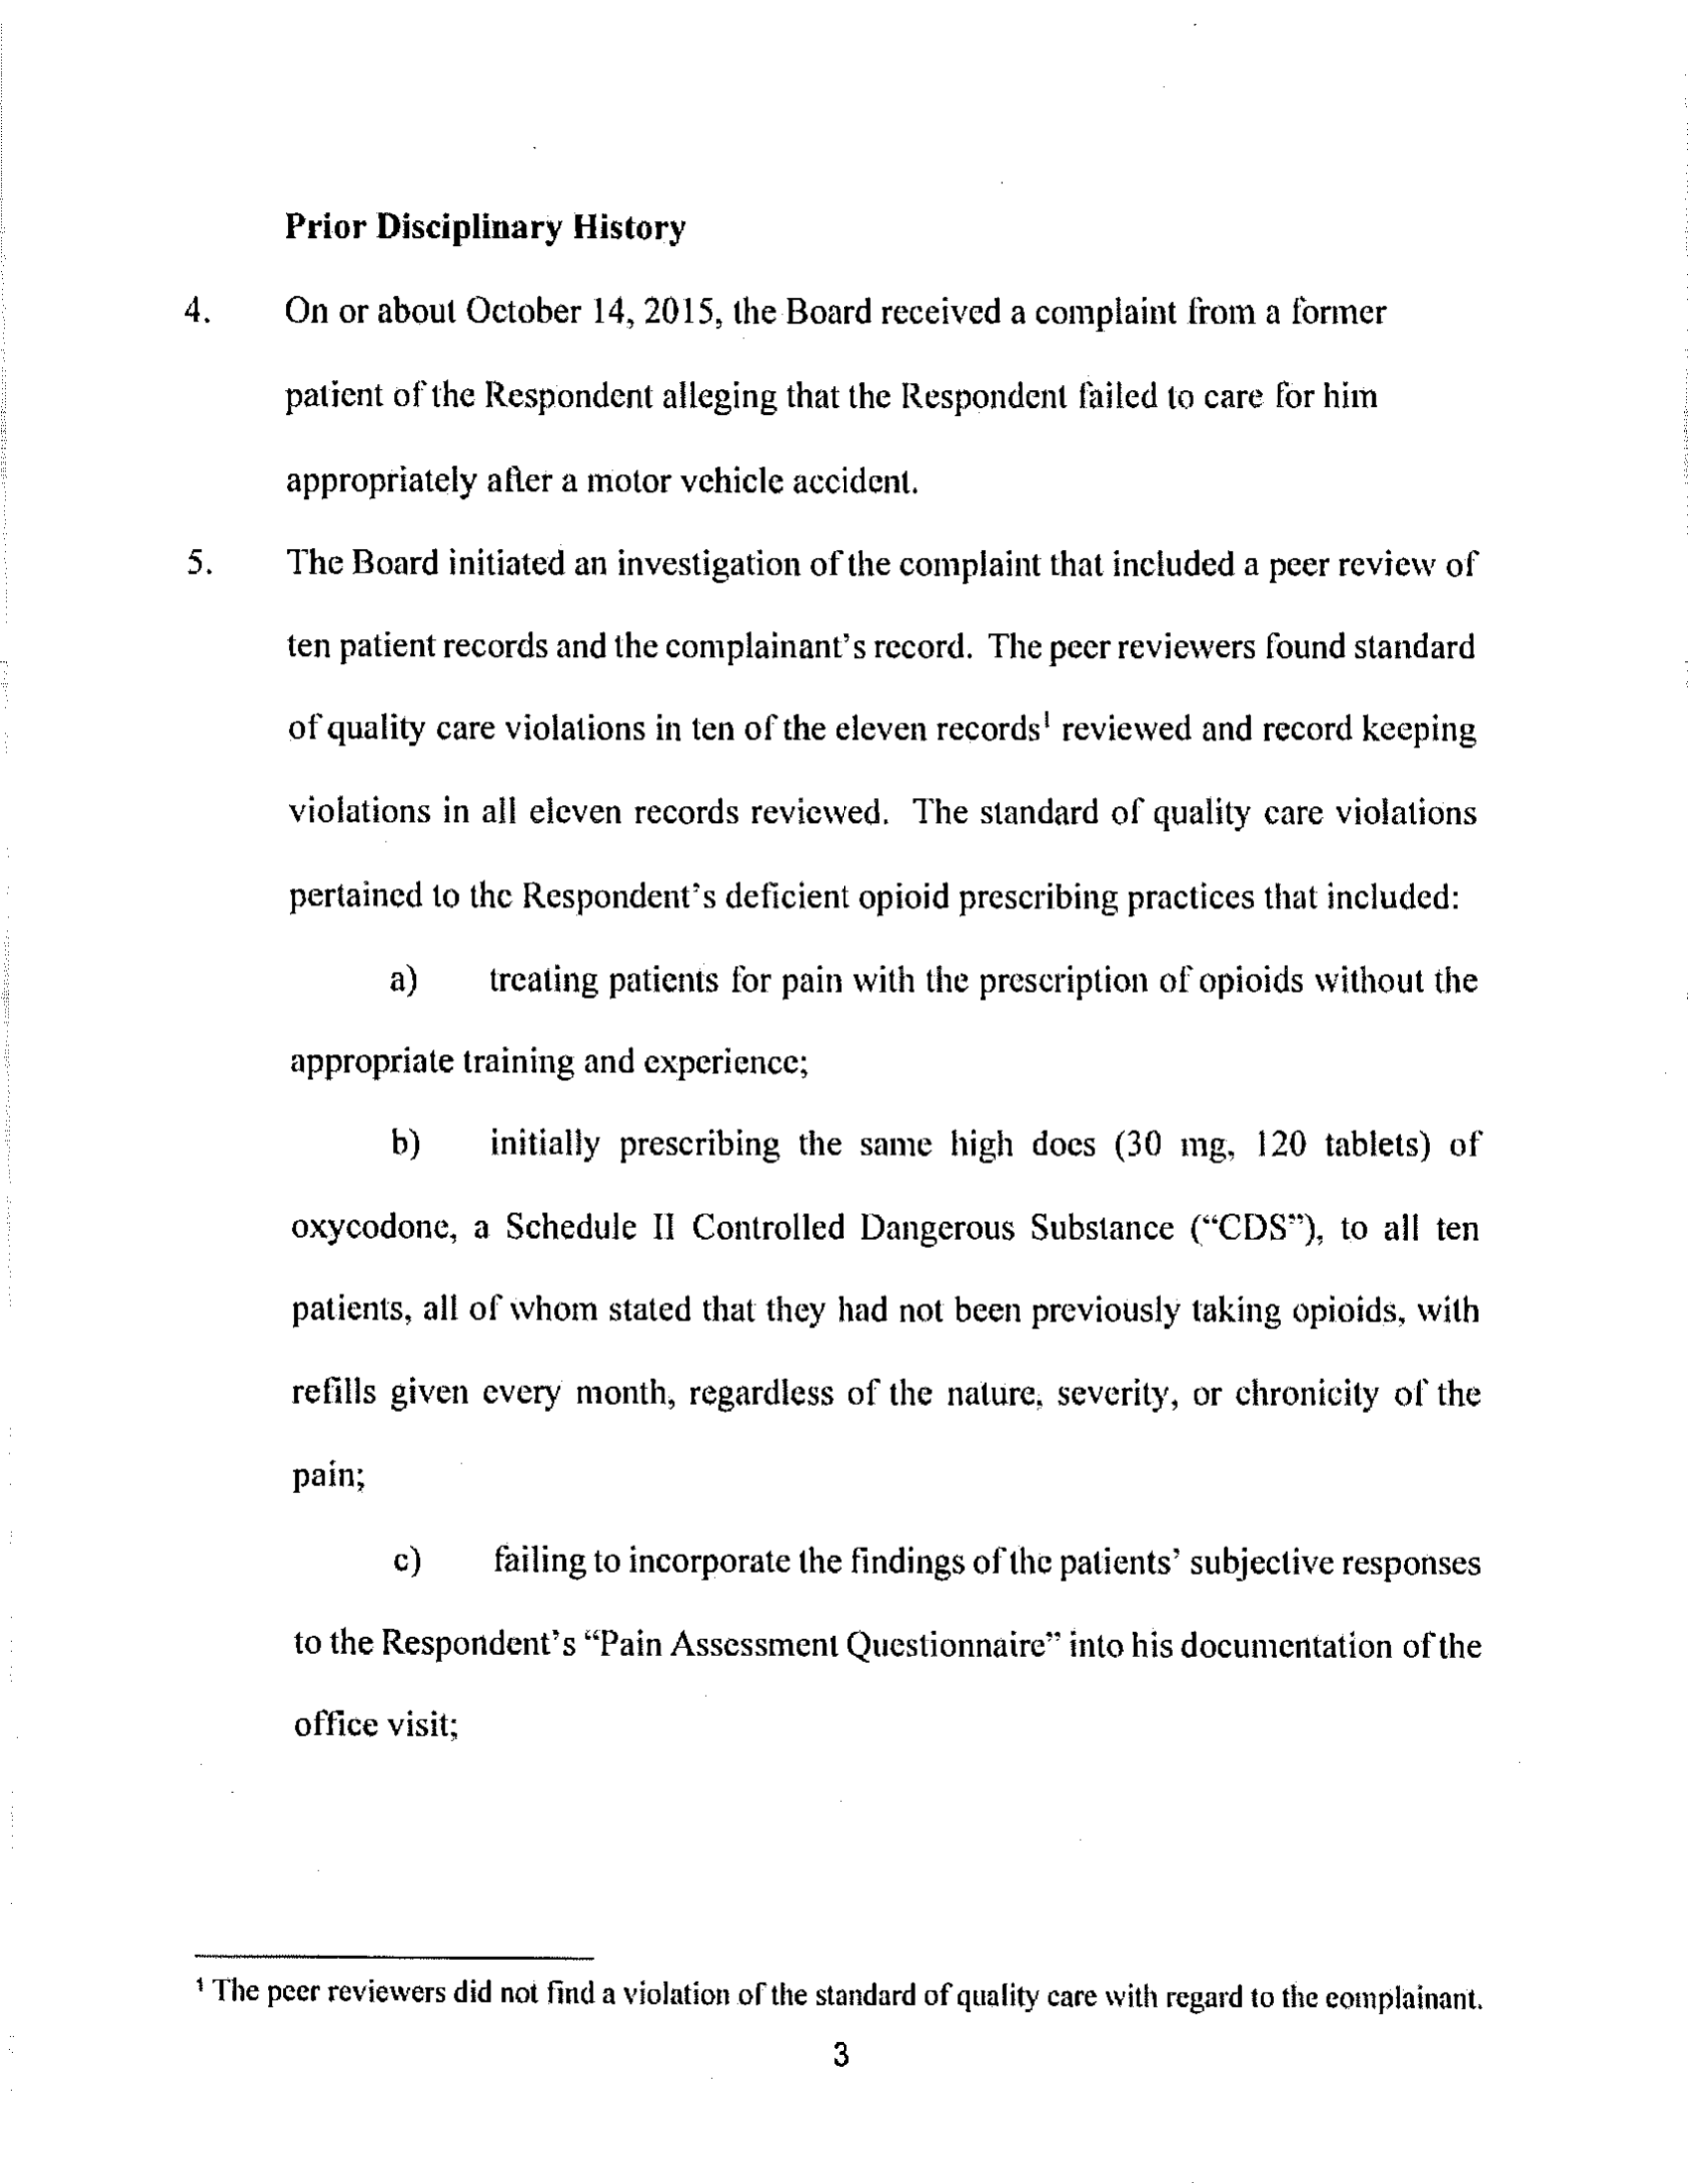 Prior Disciplinary History
4. On or about October 14, 2015, the Board received a complaint from a former
patient of the Respondent alleging that the Respondent failed to care for him
appropriately after a motor vehicle accident.
5. The Board initiated an investigation of the complaint that included a peer review of
ten patient records and the complainant's record. The peer reviewers found standard
of quality care violations in ten of the eleven records¹ reviewed and record keeping
violations in all eleven records reviewed. The standard of quality care violations
pertained to the Respondent's deficient opioid prescribing practices that included:
a) treating patients for pain with the prescription of opioids without the
appropriate training and experience;
b) initially prescribing the same high does (30 mg, 120 tablets) of
oxycodone, a Schedule II Controlled Dangerous Substance (“CDS”), to all ten
patients, all of whom stated that they had not been previously taking opioids, with
refills given every month, regardless of the nature, severity, or chronicity of the
pain;
c) failing to incorporate the findings of the patients' subjective responses
to the Respondent's “Pain Assessment Questionnaire” into his documentation of the
office visit;
¹ The peer reviewers did not find a violation of the standard of quality care with regard to the complainant.
3